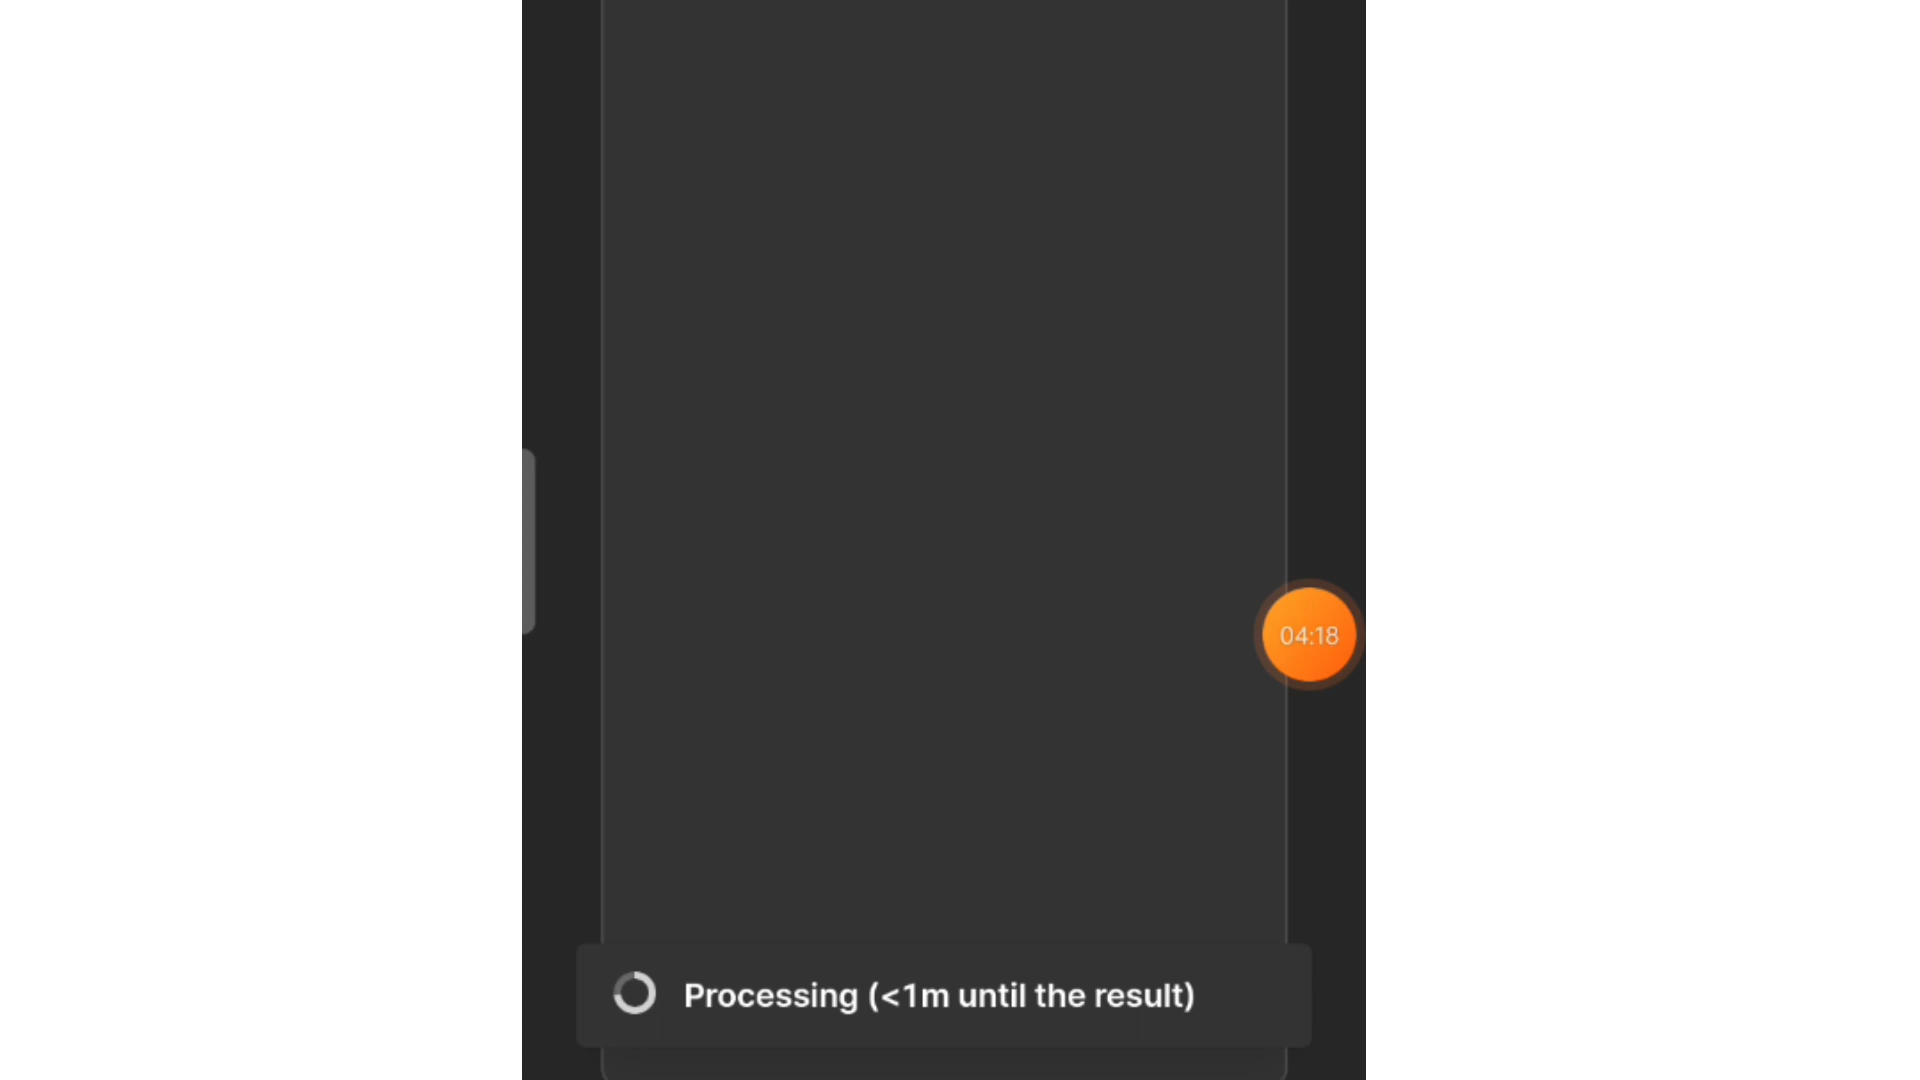 04:18
Processing (<1m until the result)